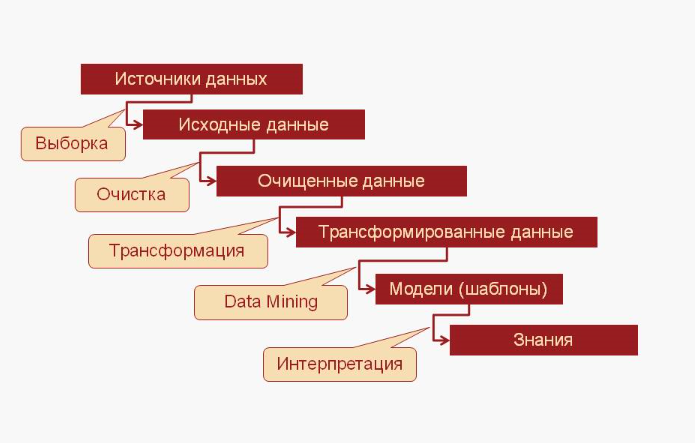 Источники данных
Выборка
Исходные данные
Очистка
Очищенные данные
Трансформация
Трансформированные данные
Data Mining
Модели (шаблоны)
Интерпретация
Знания